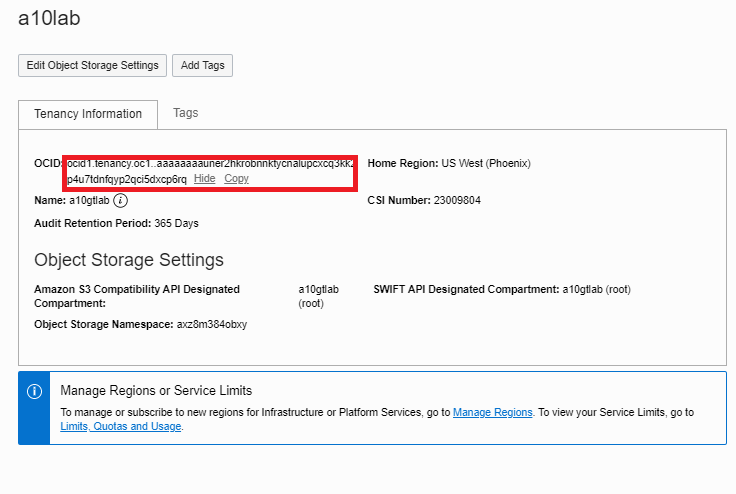 a10lab
Edit Object Storage Settings Add Tags
Tenancy Information Tags
OCID: ocid1.tenancy.oc1..aaaaaaaauner2hkrobnnktycnalupcxcq3kk2
p4u7tdnfqyp2qci5dxcp6rq Hide Copy
Home Region: US West (Phoenix)
Name: a10gtlab
CSI Number: 23009804
Audit Retention Period: 365 Days
Object Storage Settings
Amazon S3 Compatibility API Designated
Compartment:
a10gtlab
(root)
SWIFT API Designated Compartment: a10gtlab (root)
Object Storage Namespace: axz8m384obxy
Manage Regions or Service Limits
To manage or subscribe to new regions for Infrastructure or Platform Services, go to Manage Regions. To view your Service Limits, go to
Limits, Quotas and Usage.